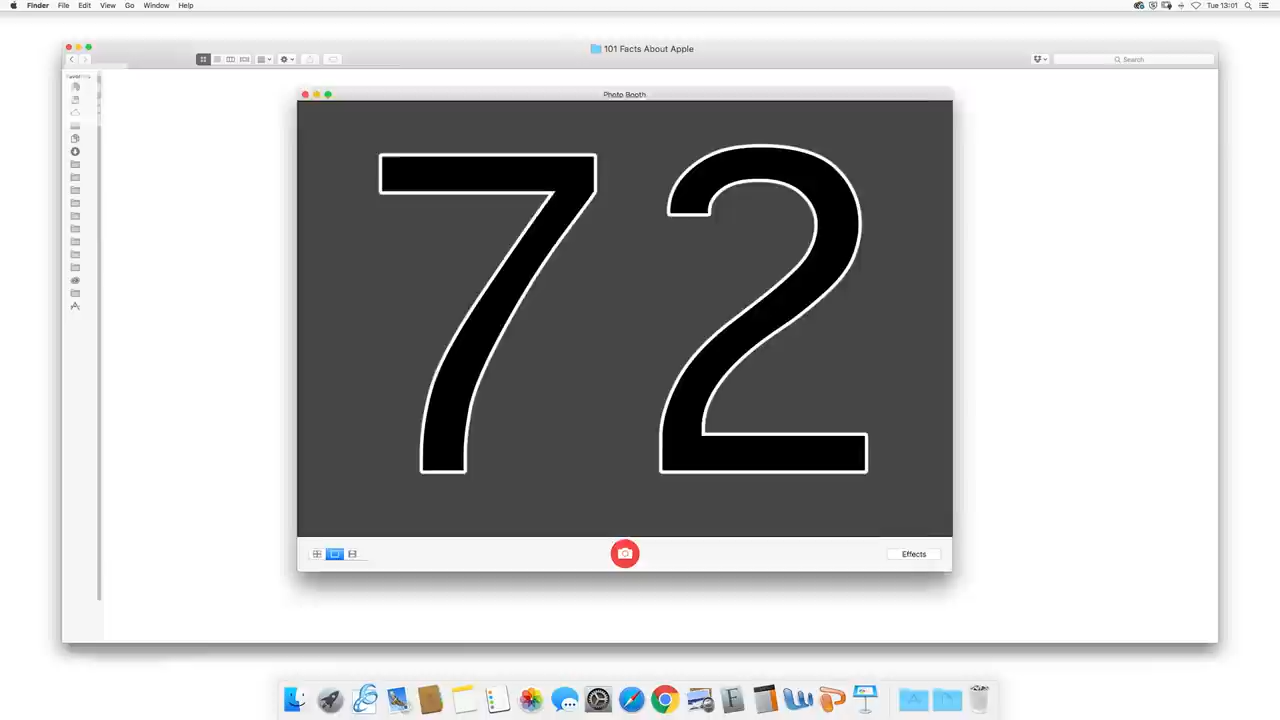 Finder File Edit View Go Window Help Tue 13:01
101 Facts About Apple
Search
Photo Booth
72
Effects